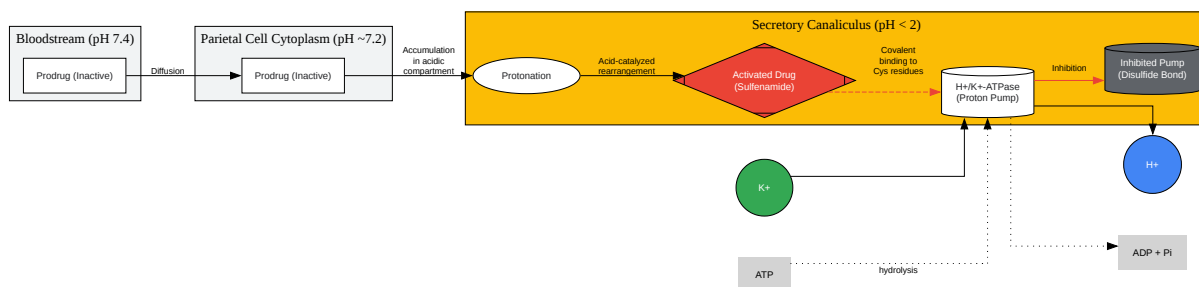 Bloodstream (pH 7.4)
Prodrug (Inactive)
Diffusion
Parietal Cell Cytoplasm (pH ~7.2)
Prodrug (Inactive)
Accumulation
in acidic
compartment
Secretory Canaliculus (pH < 2)
Protonation
Acid-catalyzed
rearrangement
Activated Drug
(Sulfenamide)
Covalent
binding to
Cys residues
H+/K+-ATPase
(Proton Pump)
Inhibition
Inhibited Pump
(Disulfide Bond)
K+
H+
ATP
hydrolysis
ADP + Pi